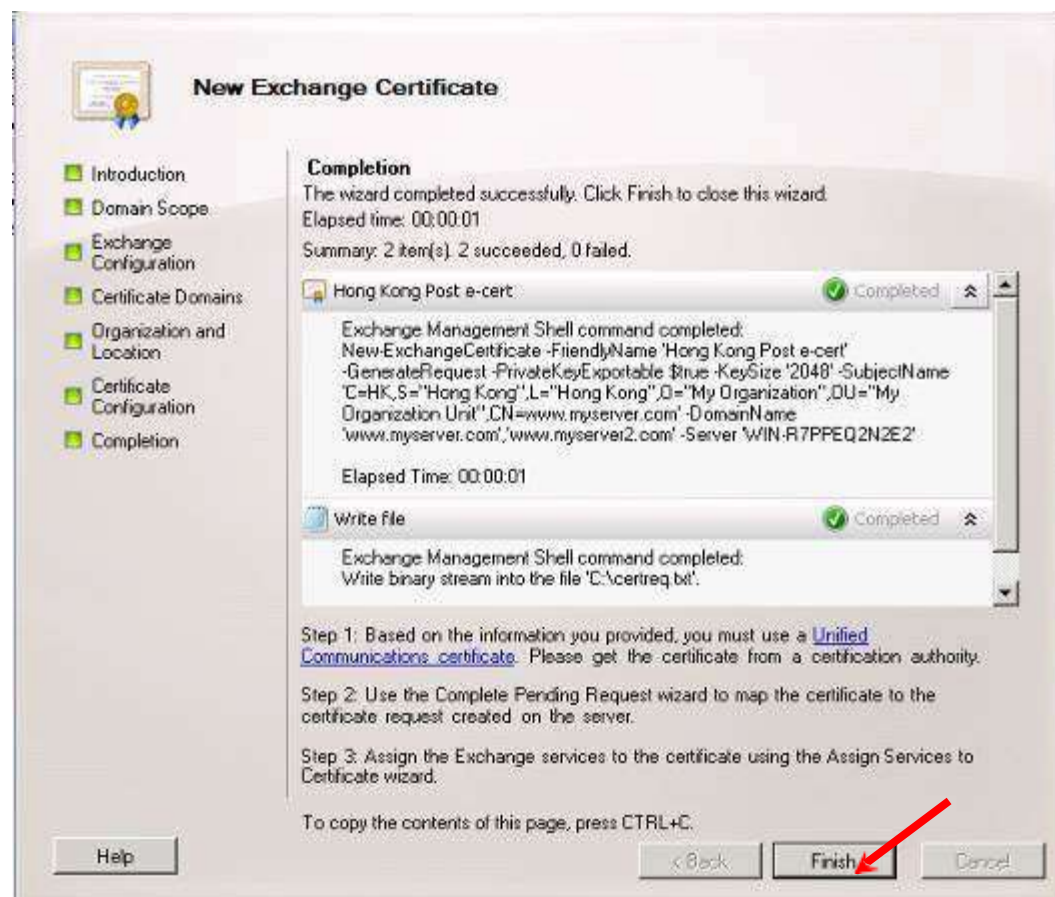 New Exchange Certificate
Introduction
Domain Scope
Exchange
Configuration
Certificate Domains
Organization and
Location
Certificate
Configuration
Completion
Completion
The wizard completed successfully. Click Finish to close this wizard.
Elapsed time: 00:00:01
Summary: 2 item(s). 2 succeeded, 0 failed.
Hong Kong Post e-cert
Completed
Exchange Management Shell command completed:
New-ExchangeCertificate -FriendlyName 'Hong Kong Post e-cert'
-GenerateRequest -PrivateKeyExportable $true -KeySize '2048' -SubjectName
'C=HK,S="Hong Kong",L="Hong Kong",O="My Organization",OU="My
Organization Unit",CN=www.myserver.com' -DomainName
'www.myserver.com','www.myserver2.com' -Server 'WIN-R7PPEQ2N2E2'
Elapsed Time: 00:00:01
Write file
Completed
Exchange Management Shell command completed:
Write binary stream into the file 'C:\certreq.txt'.
Step 1: Based on the information you provided, you must use a Unified
Communications certificate. Please get the certificate from a certification authority.
Step 2: Use the Complete Pending Request wizard to map the certificate to the
certificate request created on the server.
Step 3: Assign the Exchange services to the certificate using the Assign Services to
Certificate wizard.
To copy the contents of this page, press CTRL+C.
Help
< Back
Finish
Cancel